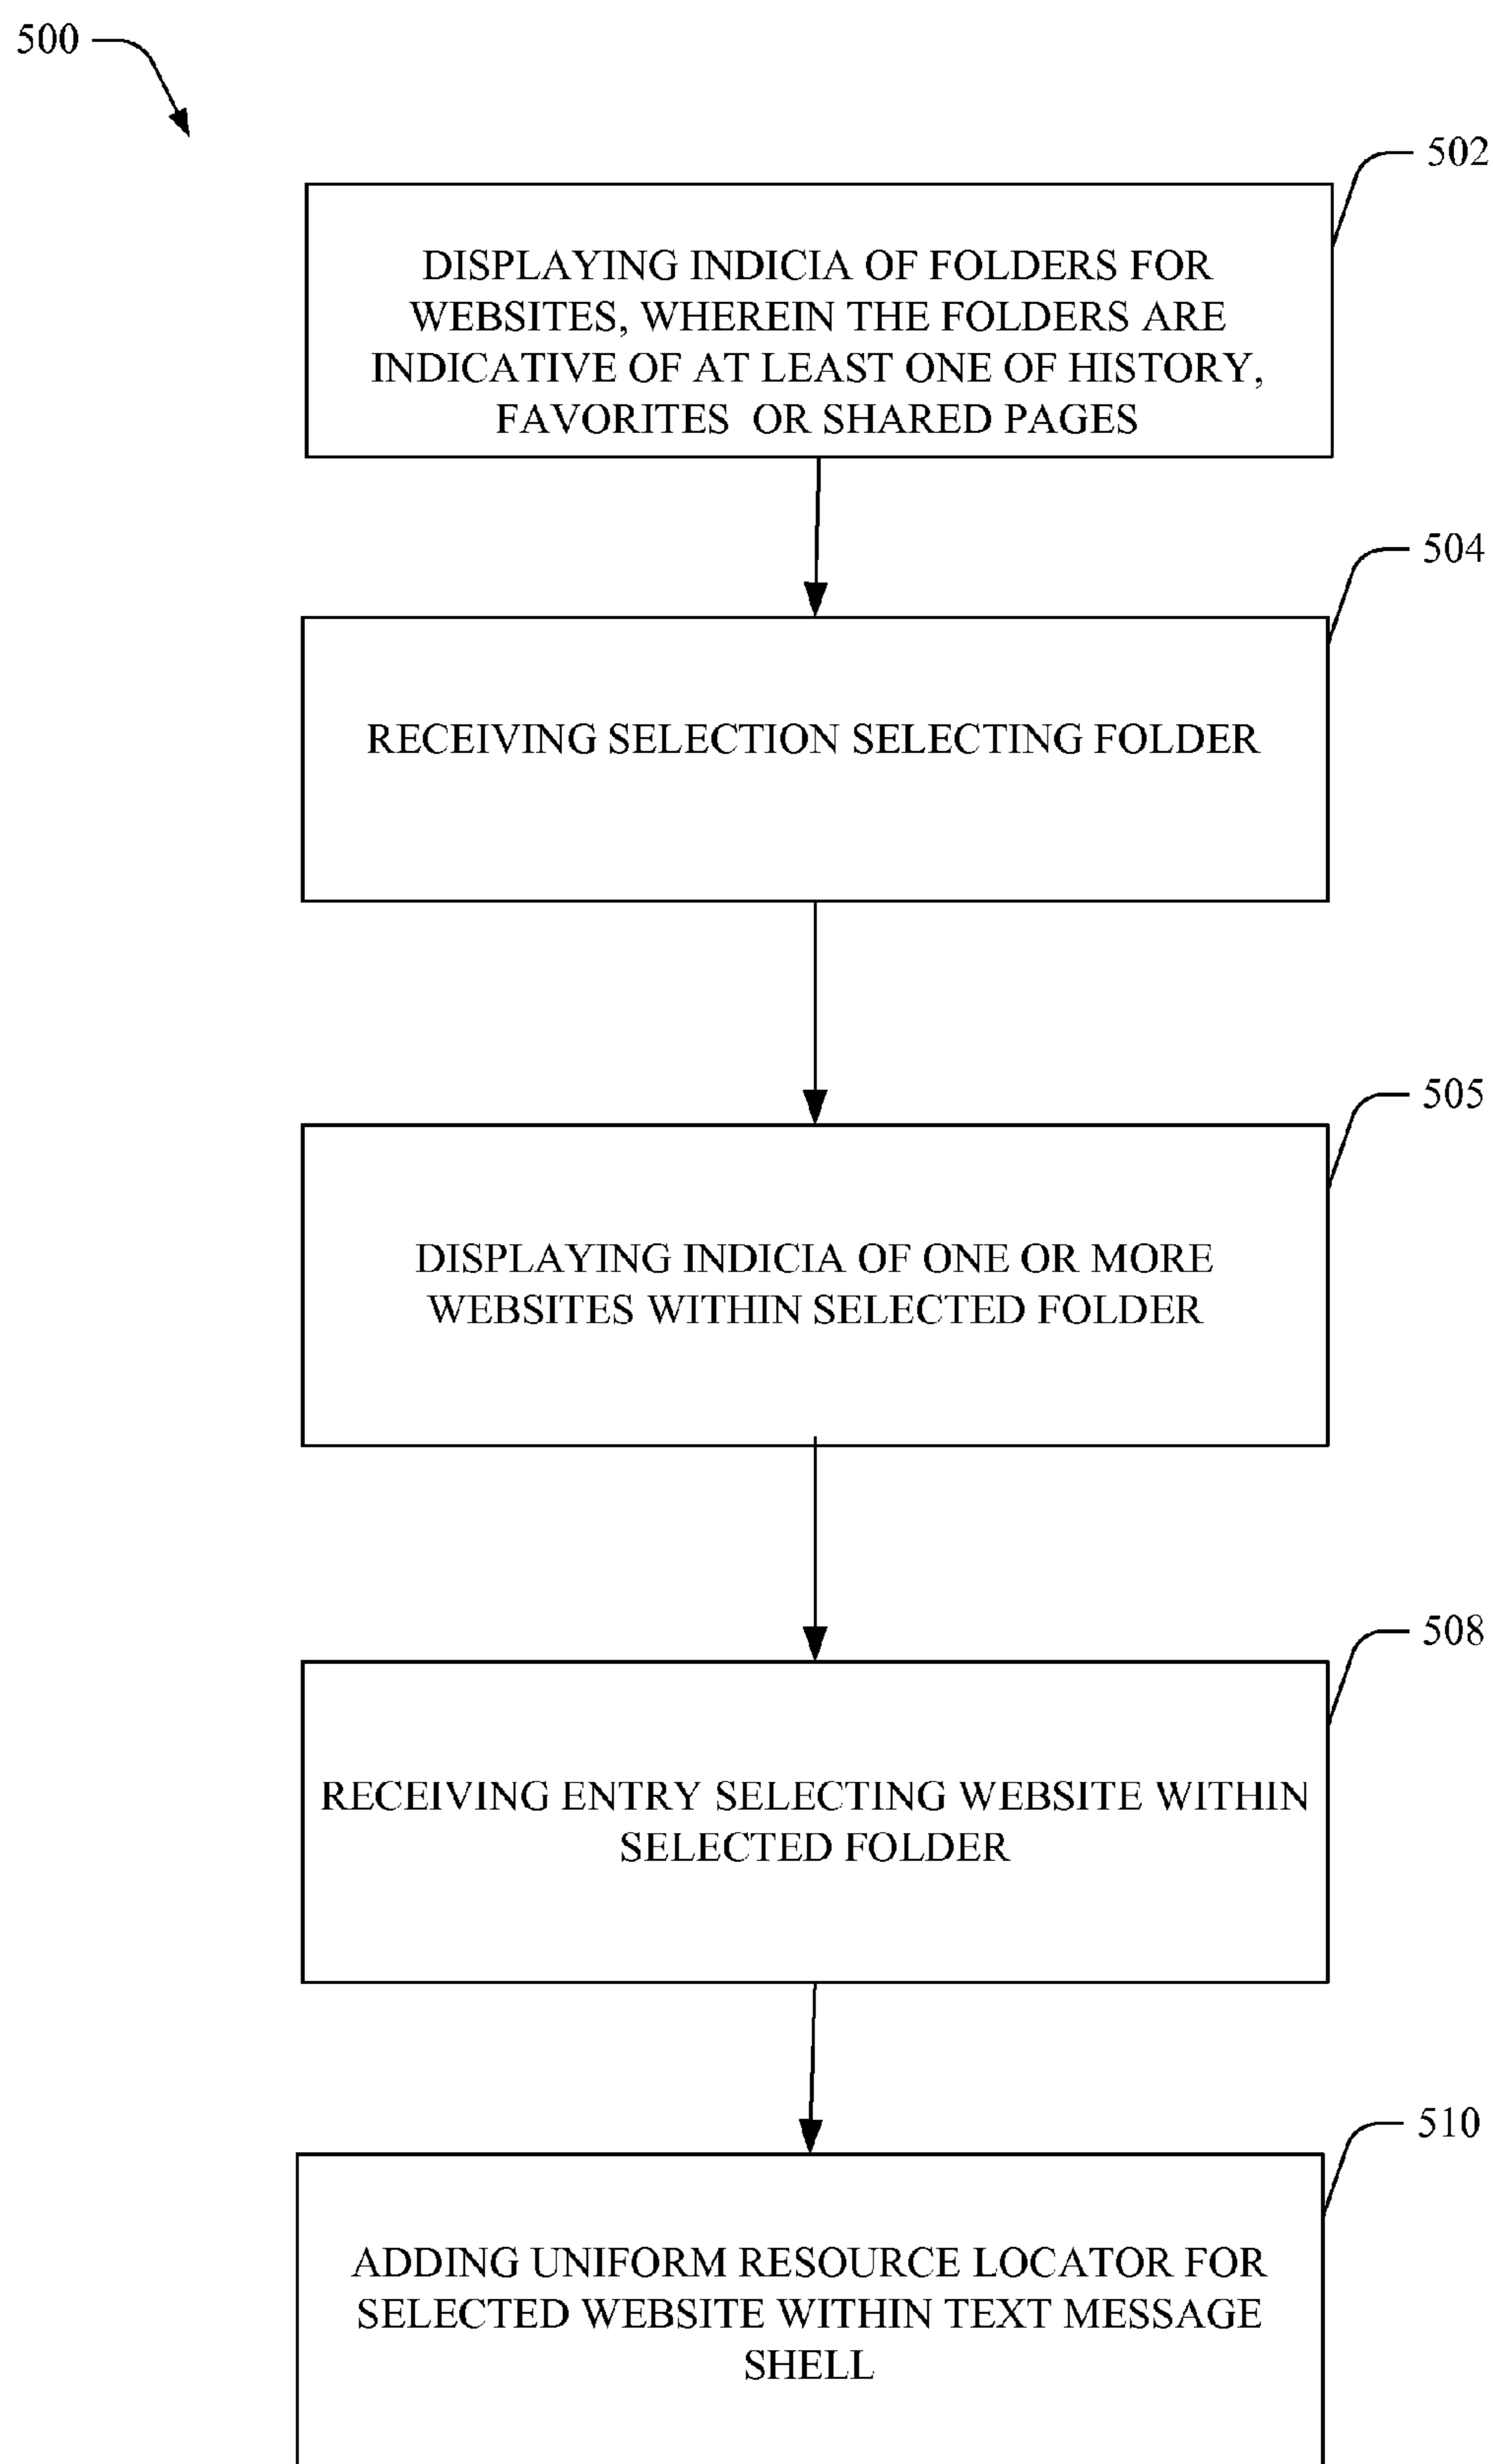 500
502
DISPLAYING INDICIA OF FOLDERS FOR
WEBSITES, WHEREIN THE FOLDERS ARE
INDICATIVE OF AT LEAST ONE OF HISTORY,
FAVORITES OR SHARED PAGES
504
RECEIVING SELECTION SELECTING FOLDER
505
DISPLAYING INDICIA OF ONE OR MORE
WEBSITES WITHIN SELECTED FOLDER
508
RECEIVING ENTRY SELECTING WEBSITE WITHIN
SELECTED FOLDER
510
ADDING UNIFORM RESOURCE LOCATOR FOR
SELECTED WEBSITE WITHIN TEXT MESSAGE
SHELL